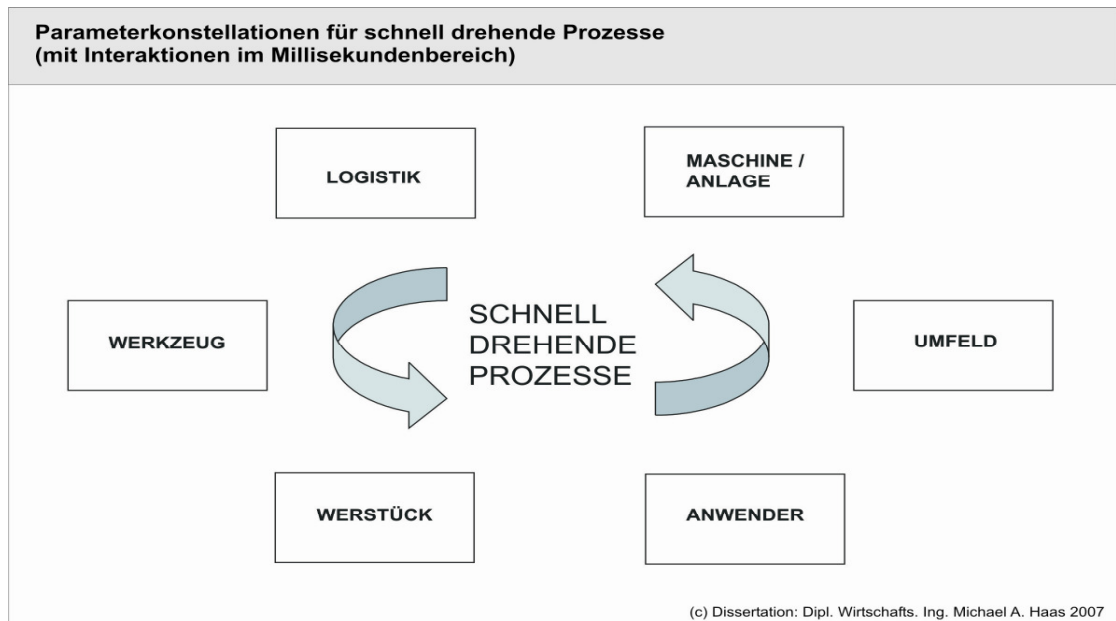 Parameterkonstellationen für schnell drehende Prozesse
(mit Interaktionen im Millisekundenbereich)
LOGISTIK
MASCHINE /
ANLAGE
WERKZEUG
SCHNELL
DREHENDE
PROZESSE
UMFELD
WERSTÜCK
ANWENDER
(c) Dissertation: Dipl. Wirtschafts. Ing. Michael A. Haas 2007